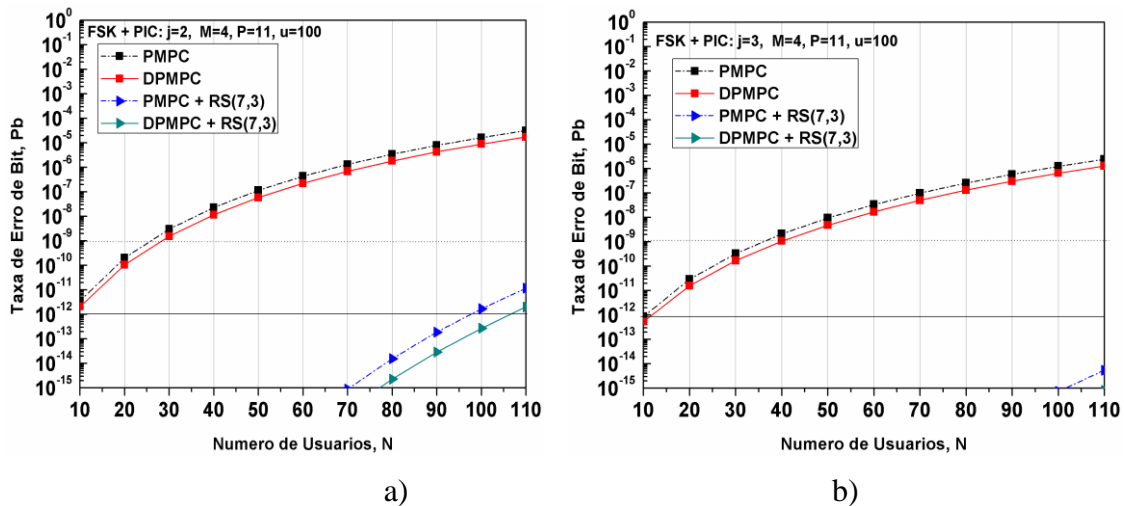 FSK + PIC: j=2, M=4, P=11, u=100
PMPC
DPMPC
PMPC + RS(7,3)
DPMPC + RS(7,3)
Taxa de Erro de Bit, Pb
10^0
10^-1
10^-2
10^-3
10^-4
10^-5
10^-6
10^-7
10^-8
10^-9
10^-10
10^-11
10^-12
10^-13
10^-14
10^-15
10 20 30 40 50 60 70 80 90 100 110
Numero de Usuarios, N
a)
FSK + PIC: j=3, M=4, P=11, u=100
PMPC
DPMPC
PMPC + RS(7,3)
DPMPC + RS(7,3)
Taxa de Erro de Bit, Pb
10^0
10^-1
10^-2
10^-3
10^-4
10^-5
10^-6
10^-7
10^-8
10^-9
10^-10
10^-11
10^-12
10^-13
10^-14
10^-15
10 20 30 40 50 60 70 80 90 100 110
Numero de Usuarios, N
b)